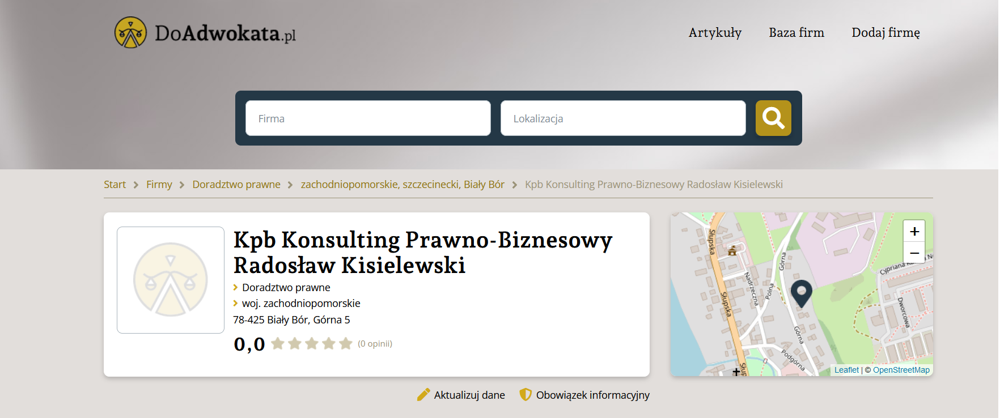 DoAdwokata.pl
Artykuły
Baza firm
Dodaj firmę
Firma
Lokalizacja
Start
Firmy
Doradztwo prawne
zachodniopomorskie, szczecinecki, Biały Bór
Kpb Konsulting Prawno-Biznesowy Radosław Kisielewski
Kpb Konsulting Prawno-Biznesowy
Radosław Kisielewski
Doradztwo prawne
woj. zachodniopomorskie
78-425 Biały Bór, Górna 5
0,0
(0 opinii)
+
−
Słupska
Górna
Nadrzeczna
Polna
Słupska
Dworcowa
Górna
Podgórna
Leaflet | © OpenStreetMap
Aktualizuj dane
Obowiązek informacyjny